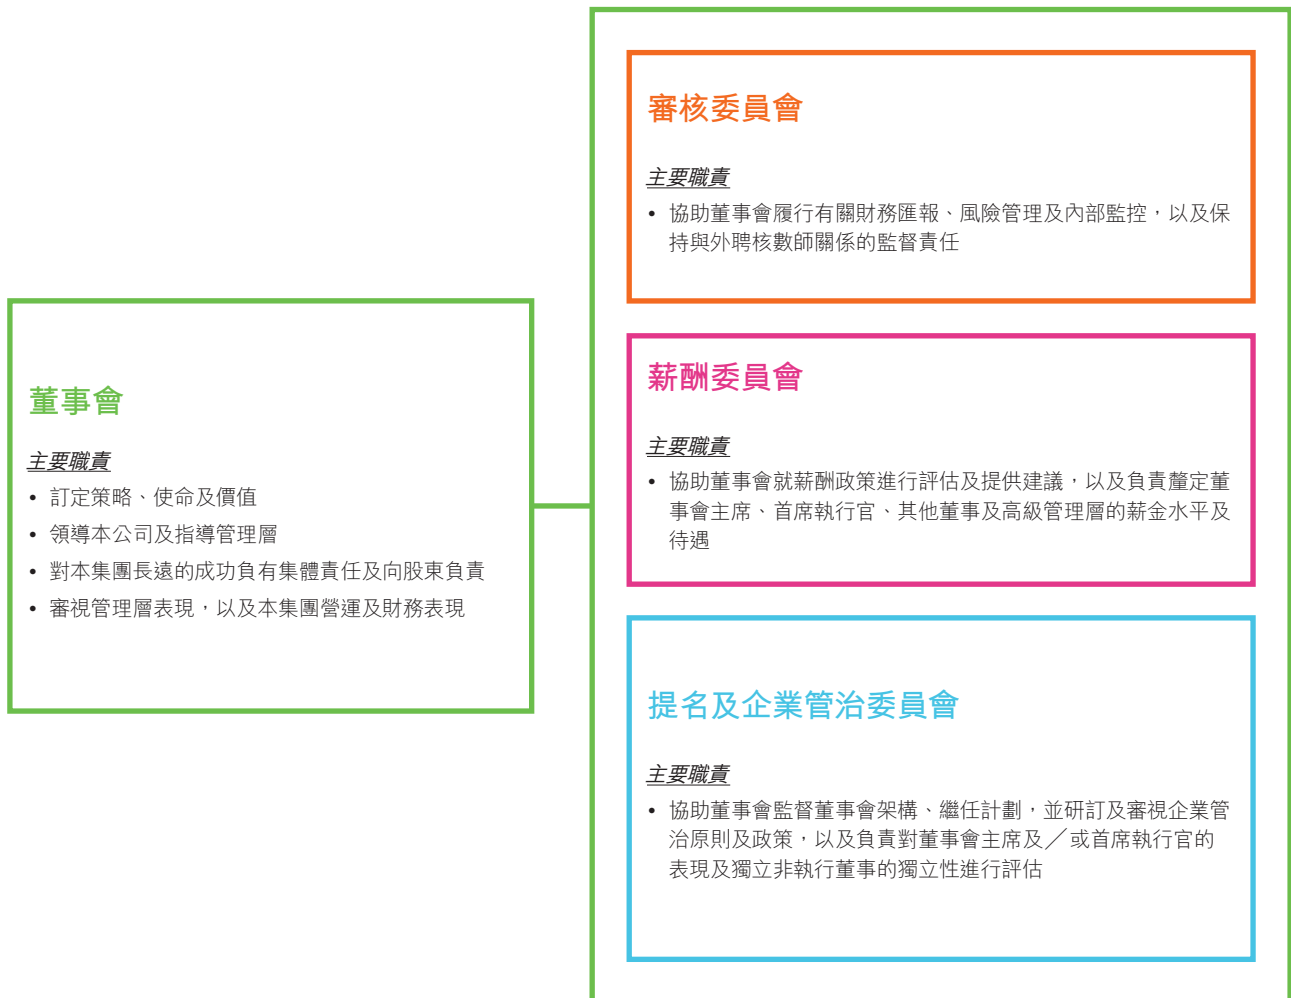 董事會
主要職責
• 訂定策略、使命及價值
• 領導本公司及指導管理層
• 對本集團長遠的成功負有集體責任及向股東負責
• 審視管理層表現，以及本集團營運及財務表現
審核委員會
主要職責
• 協助董事會履行有關財務匯報、風險管理及內部監控，以及保
持與外聘核數師關係的監督責任
薪酬委員會
主要職責
• 協助董事會就薪酬政策進行評估及提供建議，以及負責釐定董
事會主席、首席執行官、其他董事及高級管理層的薪金水平及
待遇
提名及企業管治委員會
主要職責
• 協助董事會監督董事會架構、繼任計劃，並研訂及審視企業管
治原則及政策，以及負責對董事會主席及／或首席執行官的
表現及獨立非執行董事的獨立性進行評估